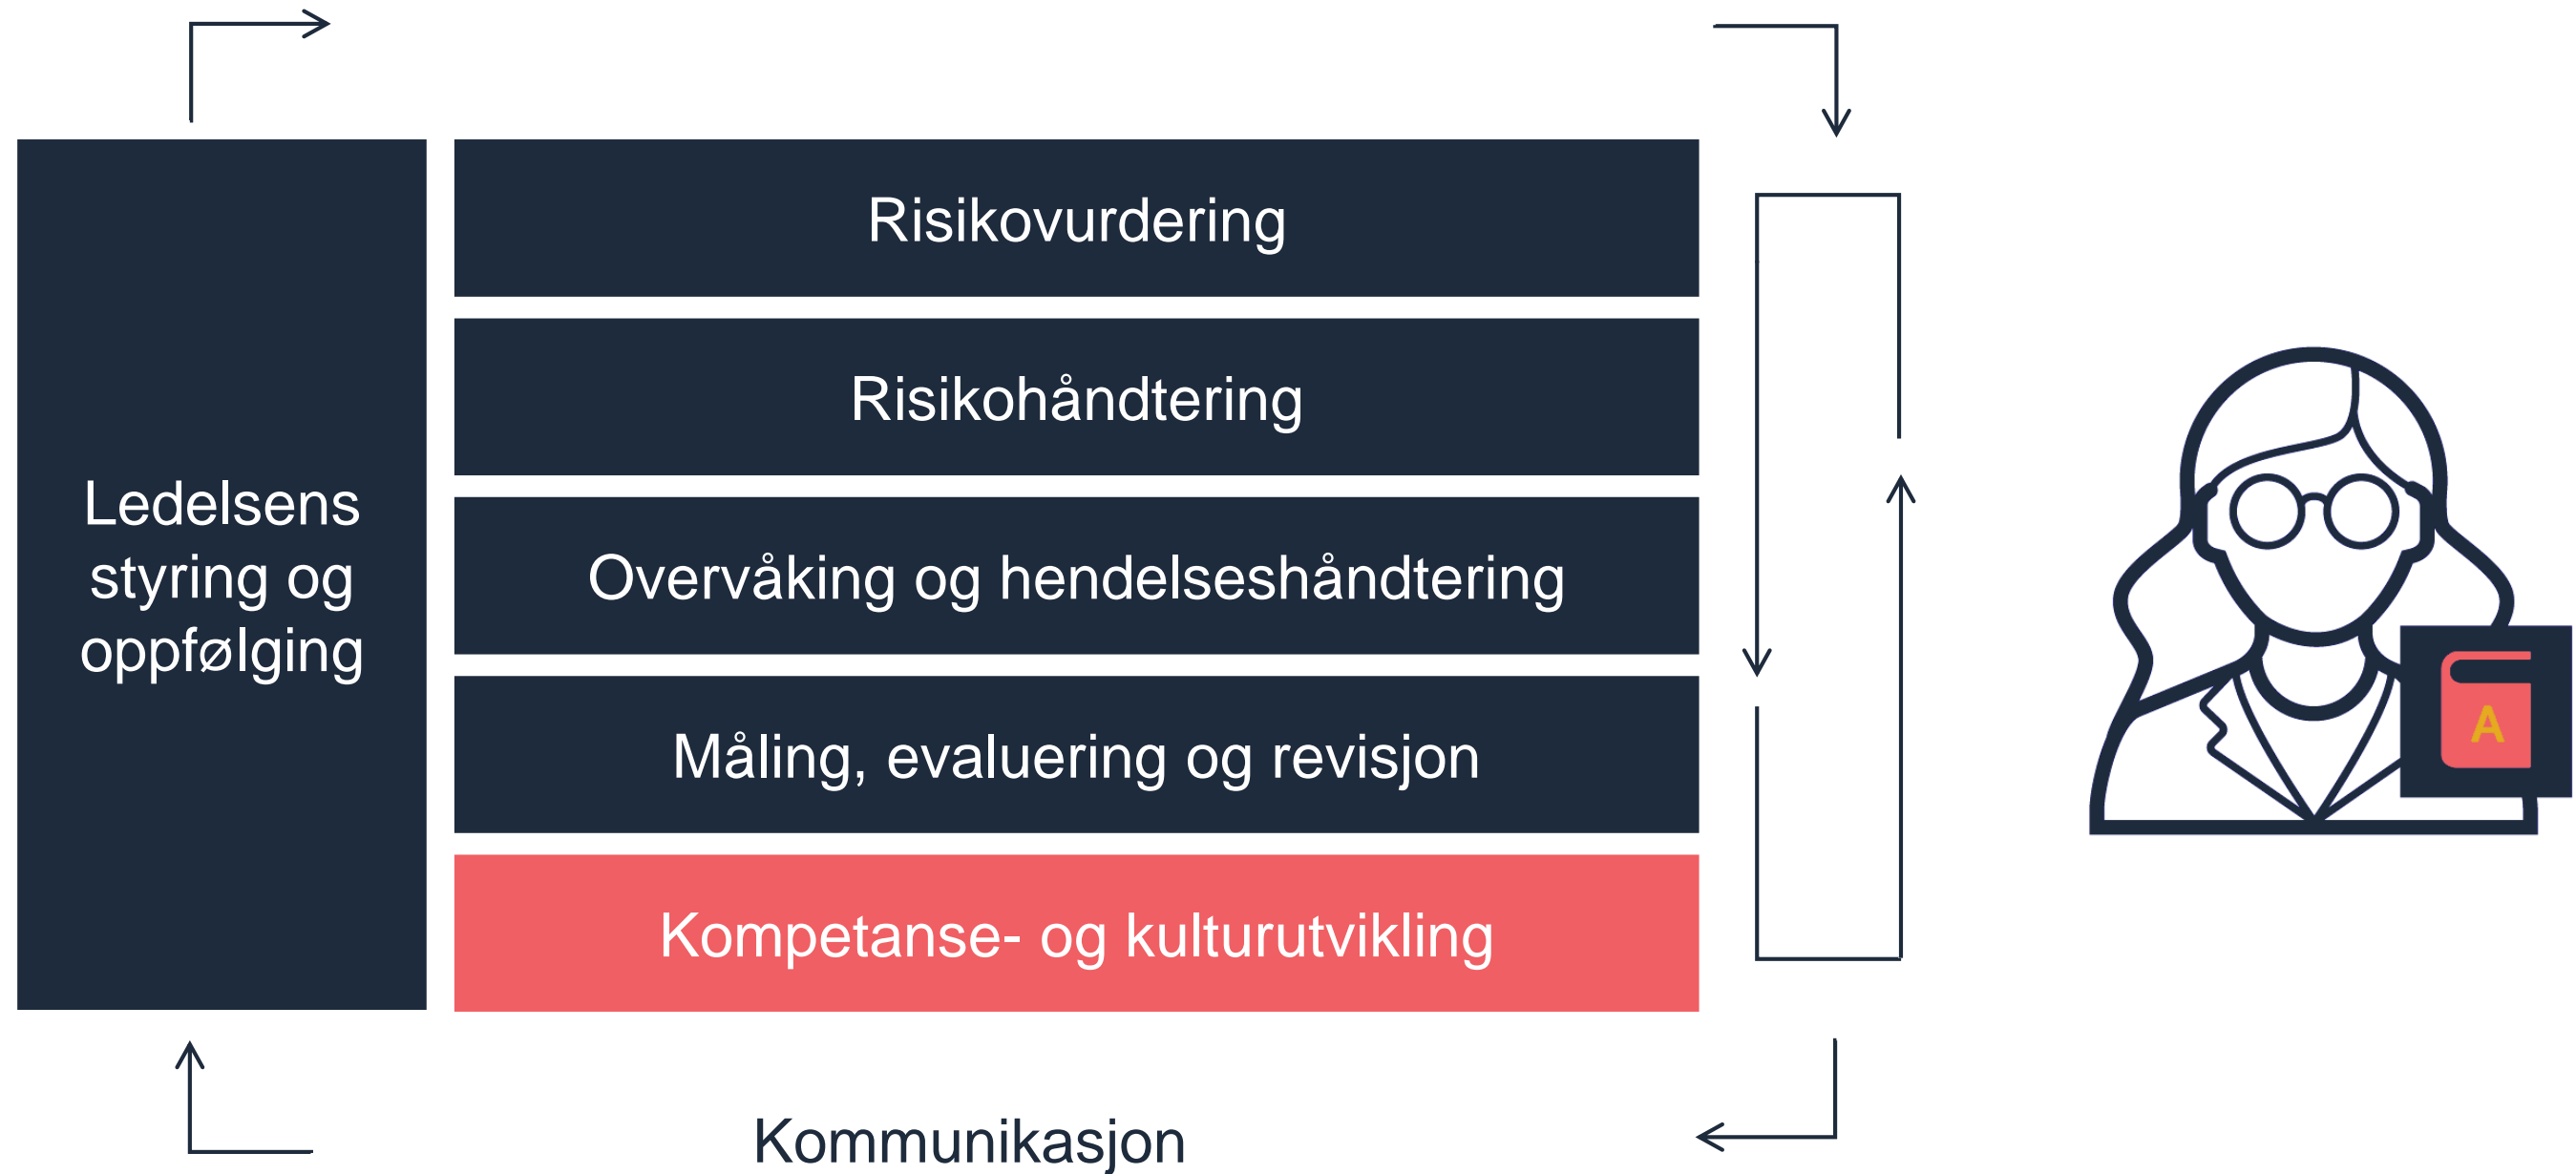 Ledelsens
styring og
oppfølging
Risikovurdering
Risikohåndtering
Overvåking og hendelseshåndtering
Måling, evaluering og revisjon
Kompetanse- og kulturutvikling
A
Kommunikasjon